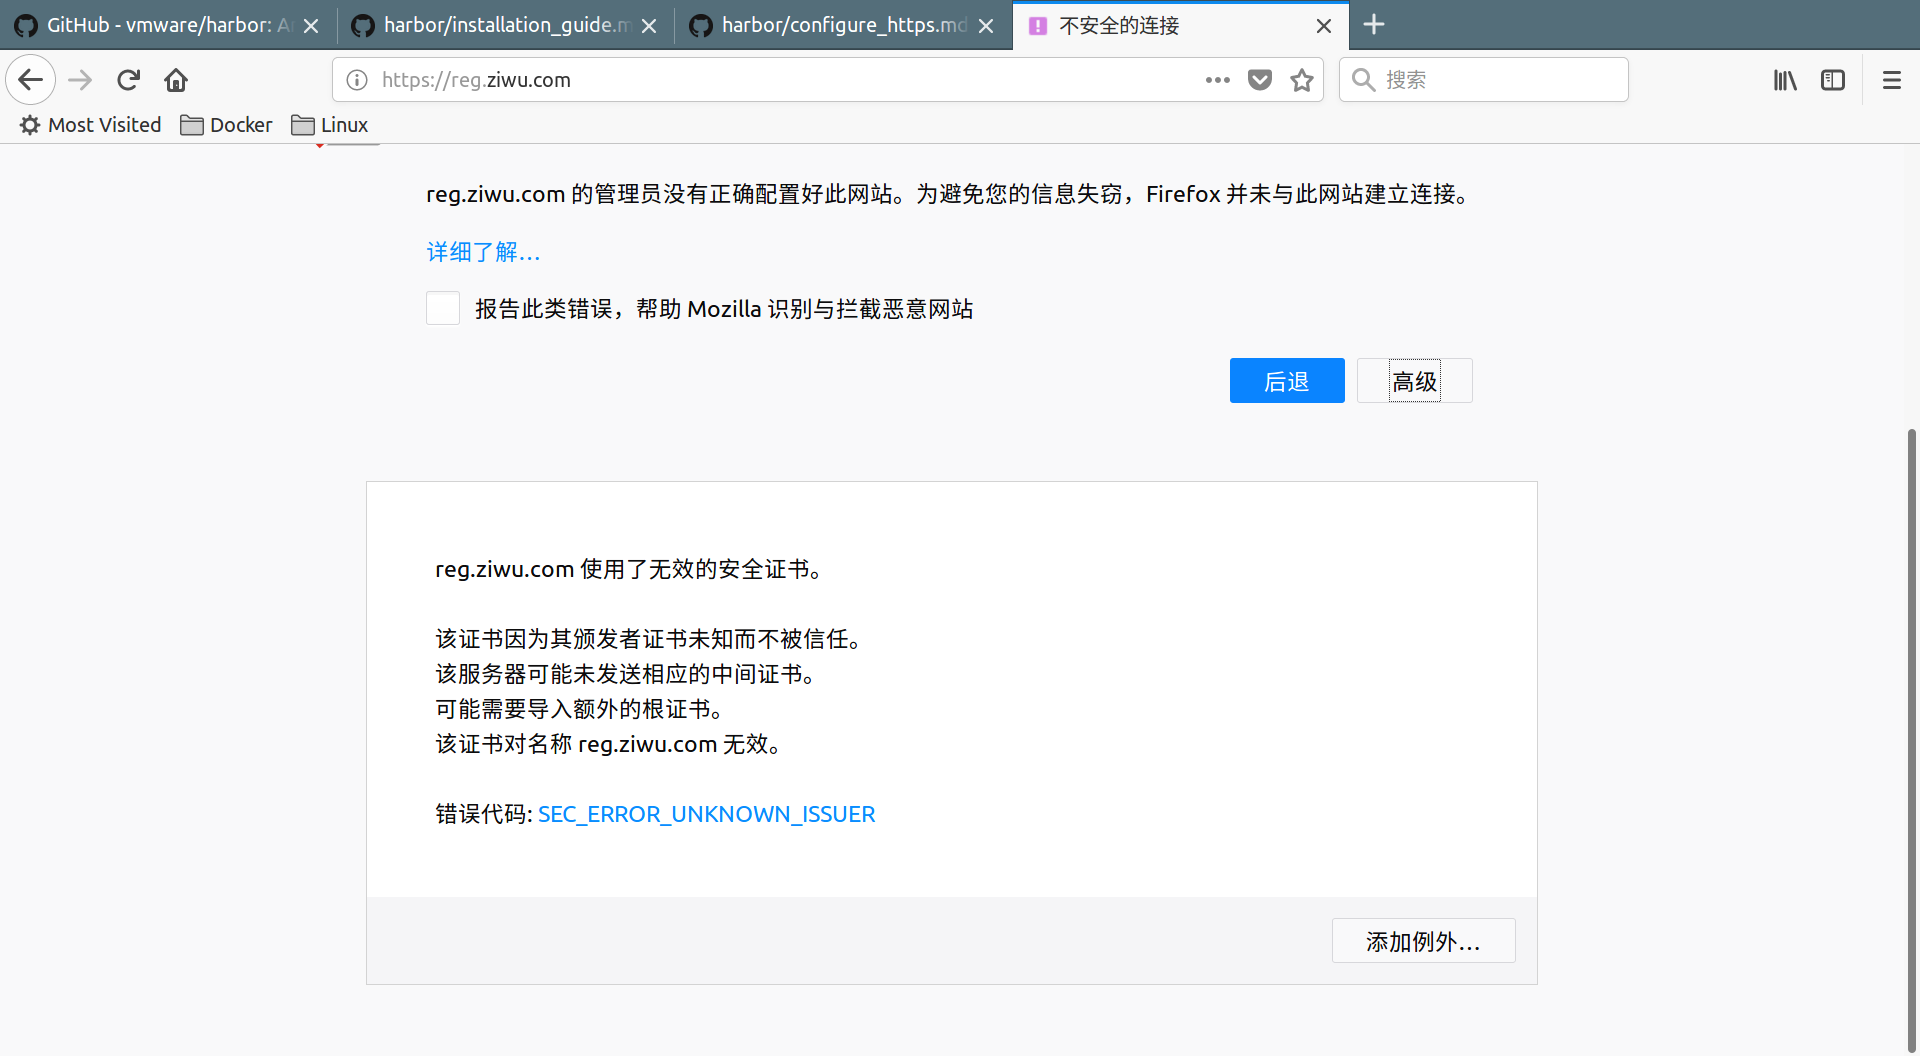 GitHub - vmware/harbor: A
harbor/installation_guide.m
harbor/configure_https.md
不安全的连接
https://reg.ziwu.com
搜索
Most Visited
Docker
Linux
reg.ziwu.com 的管理员没有正确配置好此网站。为避免您的信息失窃，Firefox 并未与此网站建立连接。
详细了解...
报告此类错误，帮助 Mozilla 识别与拦截恶意网站
后退
高级
reg.ziwu.com 使用了无效的安全证书。
该证书因为其颁发者证书未知而不被信任。
该服务器可能未发送相应的中间证书。
可能需要导入额外的根证书。
该证书对名称 reg.ziwu.com 无效。
错误代码: SEC_ERROR_UNKNOWN_ISSUER
添加例外...